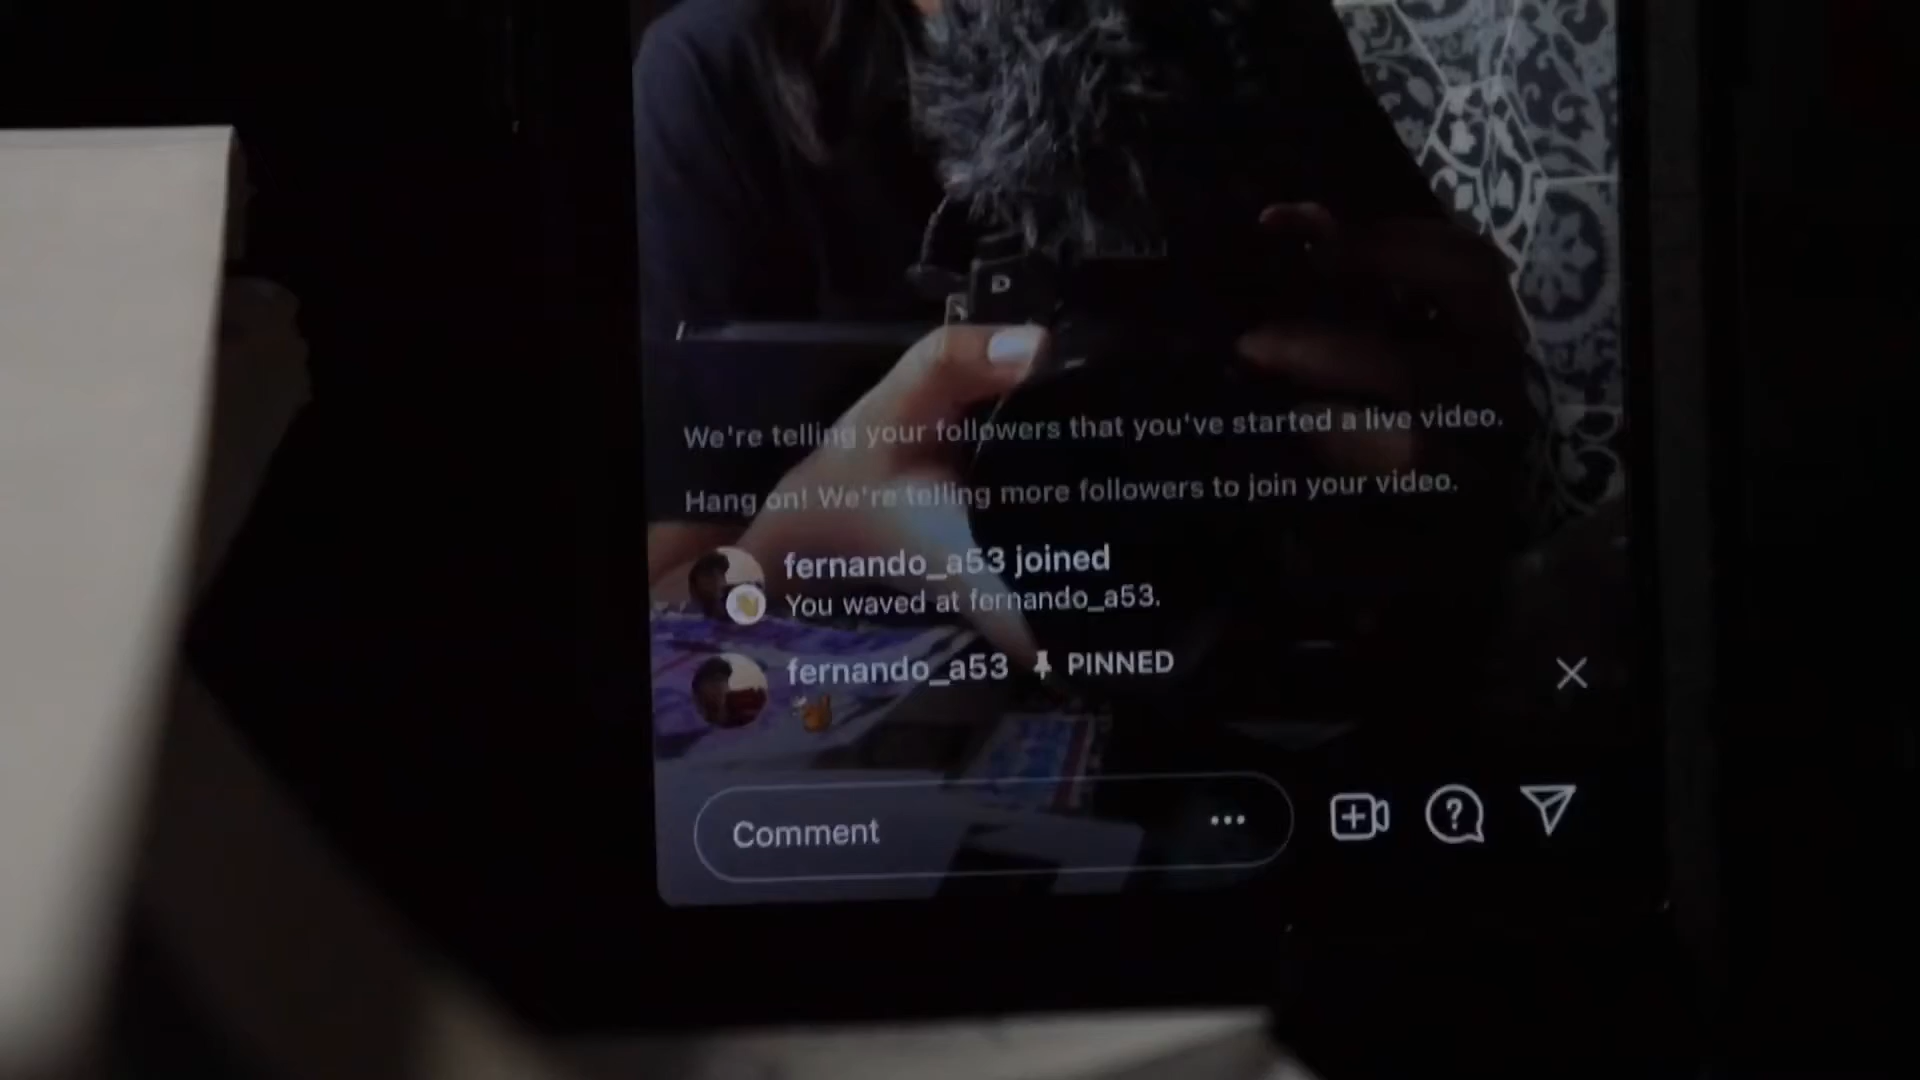 D
We're telling your followers that you've started a live video.
Hang on! We're telling more followers to join your video.
fernando_a53 joined
You waved at fernando_a53.
fernando_a53 PINNED
Comment